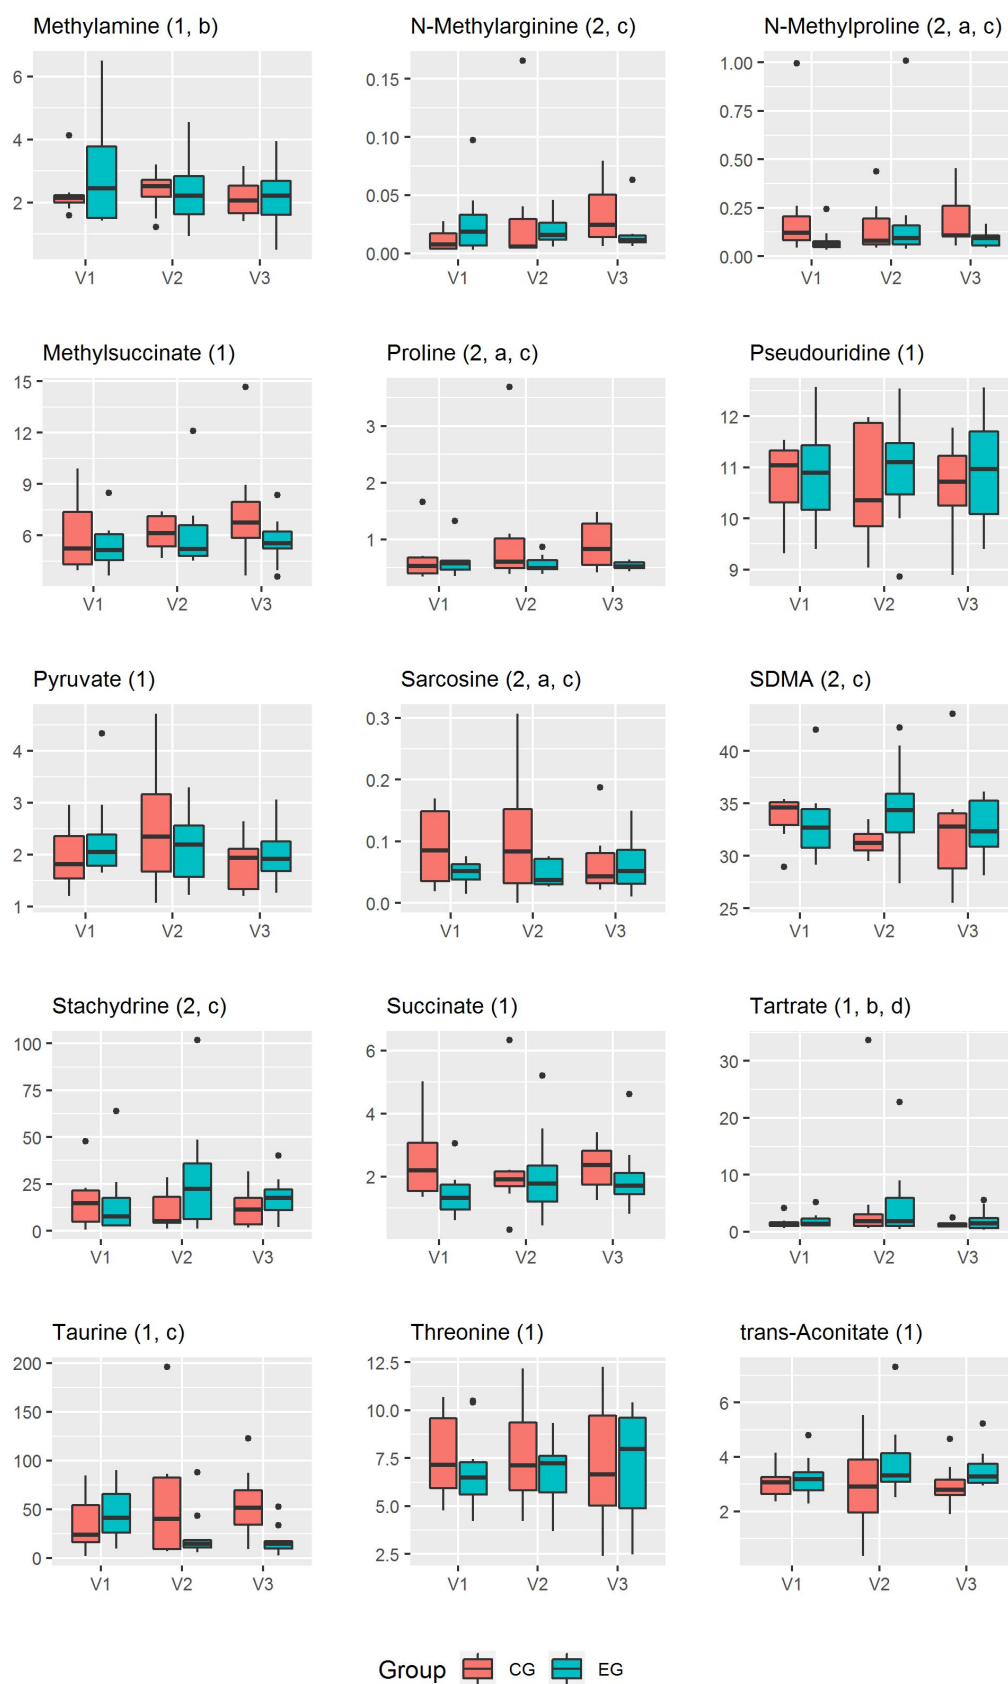 Methylamine (1, b)
N-Methylarginine (2, c)
N-Methylproline (2, a, c)
6
4
2
V1 V2 V3
0.15
0.10
0.05
0.00
V1 V2 V3
1.00
0.75
0.50
0.25
0.00
V1 V2 V3
Methylsuccinate (1)
Proline (2, a, c)
Pseudouridine (1)
15
12
9
6
V1 V2 V3
3
2
1
V1 V2 V3
12
11
10
9
V1 V2 V3
Pyruvate (1)
Sarcosine (2, a, c)
SDMA (2, c)
4
3
2
1
V1 V2 V3
0.3
0.2
0.1
0.0
V1 V2 V3
40
35
30
25
V1 V2 V3
Stachydrine (2, c)
Succinate (1)
Tartrate (1, b, d)
100
75
50
25
0
V1 V2 V3
6
4
2
V1 V2 V3
30
20
10
0
V1 V2 V3
Taurine (1, c)
Threonine (1)
trans-Aconitate (1)
200
150
100
50
0
V1 V2 V3
12.5
10.0
7.5
5.0
2.5
V1 V2 V3
6
4
2
V1 V2 V3
Group CG EG